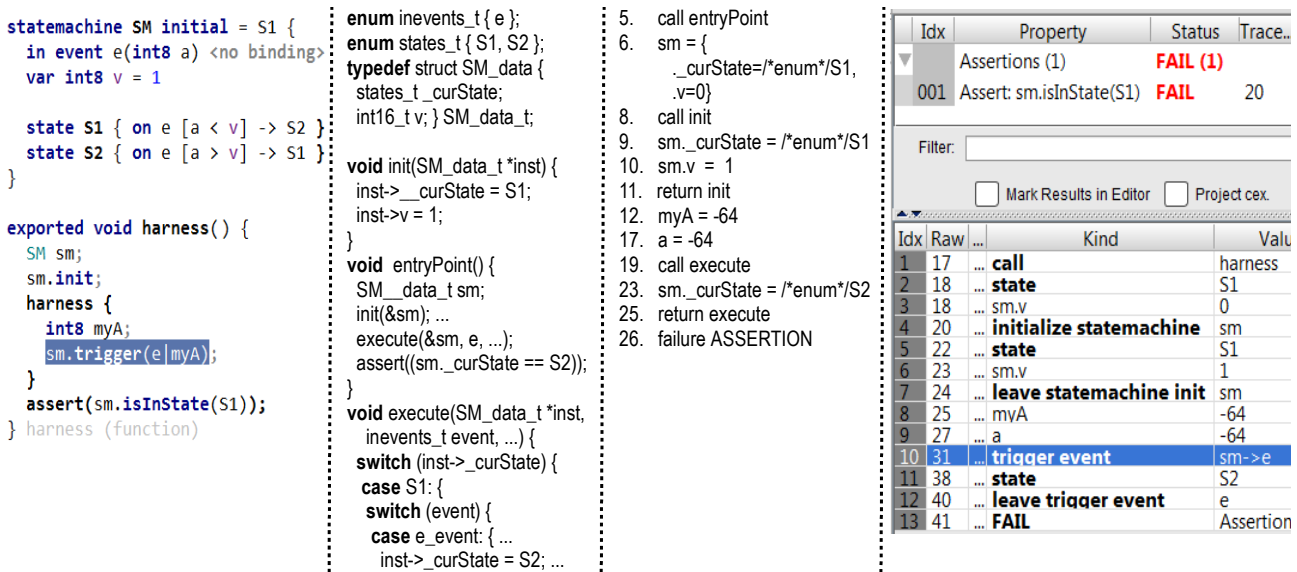 statemachine SM initial = S1 {
in event e(int8 a) <no binding>
var int8 v = 1
state S1 { on e [a < v] -> S2 }
state S2 { on e [a > v] -> S1 }
}
exported void harness() {
SM sm;
sm.init;
harness {
int8 myA;
sm.trigger(e|myA);
}
assert(sm.isInState(S1));
} harness (function)
enum inevents_t { e };
enum states_t { S1, S2 };
typedef struct SM_data {
states_t _curState;
int16_t v; } SM_data_t;
void init(SM_data_t *inst) {
inst->__curState = S1;
inst->v = 1;
}
void entryPoint() {
SM__data_t sm;
init(&sm); ...
execute(&sm, e, ...);
assert((sm._curState == S2));
}
void execute(SM_data_t *inst,
inevents_t event, ...) {
switch (inst->_curState) {
case S1: {
switch (event) {
case e_event: { ...
inst->_curState = S2; ...
5. call entryPoint
6. sm = {
._curState=/*enum*/S1,
.v=0}
8. call init
9. sm._curState = /*enum*/S1
10. sm.v = 1
11. return init
12. myA = -64
17. a = -64
19. call execute
23. sm._curState = /*enum*/S2
25. return execute
26. failure ASSERTION
Idx Property Status Trace...
Assertions (1) FAIL (1)
001 Assert: sm.isInState(S1) FAIL 20
Filter:
Mark Results in Editor Project cex.
Idx Raw ... Kind Valu
1 17 ... call harness
2 18 ... state S1
3 18 ... sm.v 0
4 20 ... initialize statemachine sm
5 22 ... state S1
6 23 ... sm.v 1
7 24 ... leave statemachine init sm
8 25 ... myA -64
9 27 ... a -64
10 31 ... trigger event sm->e
11 38 ... state S2
12 40 ... leave trigger event e
13 41 ... FAIL Assertion